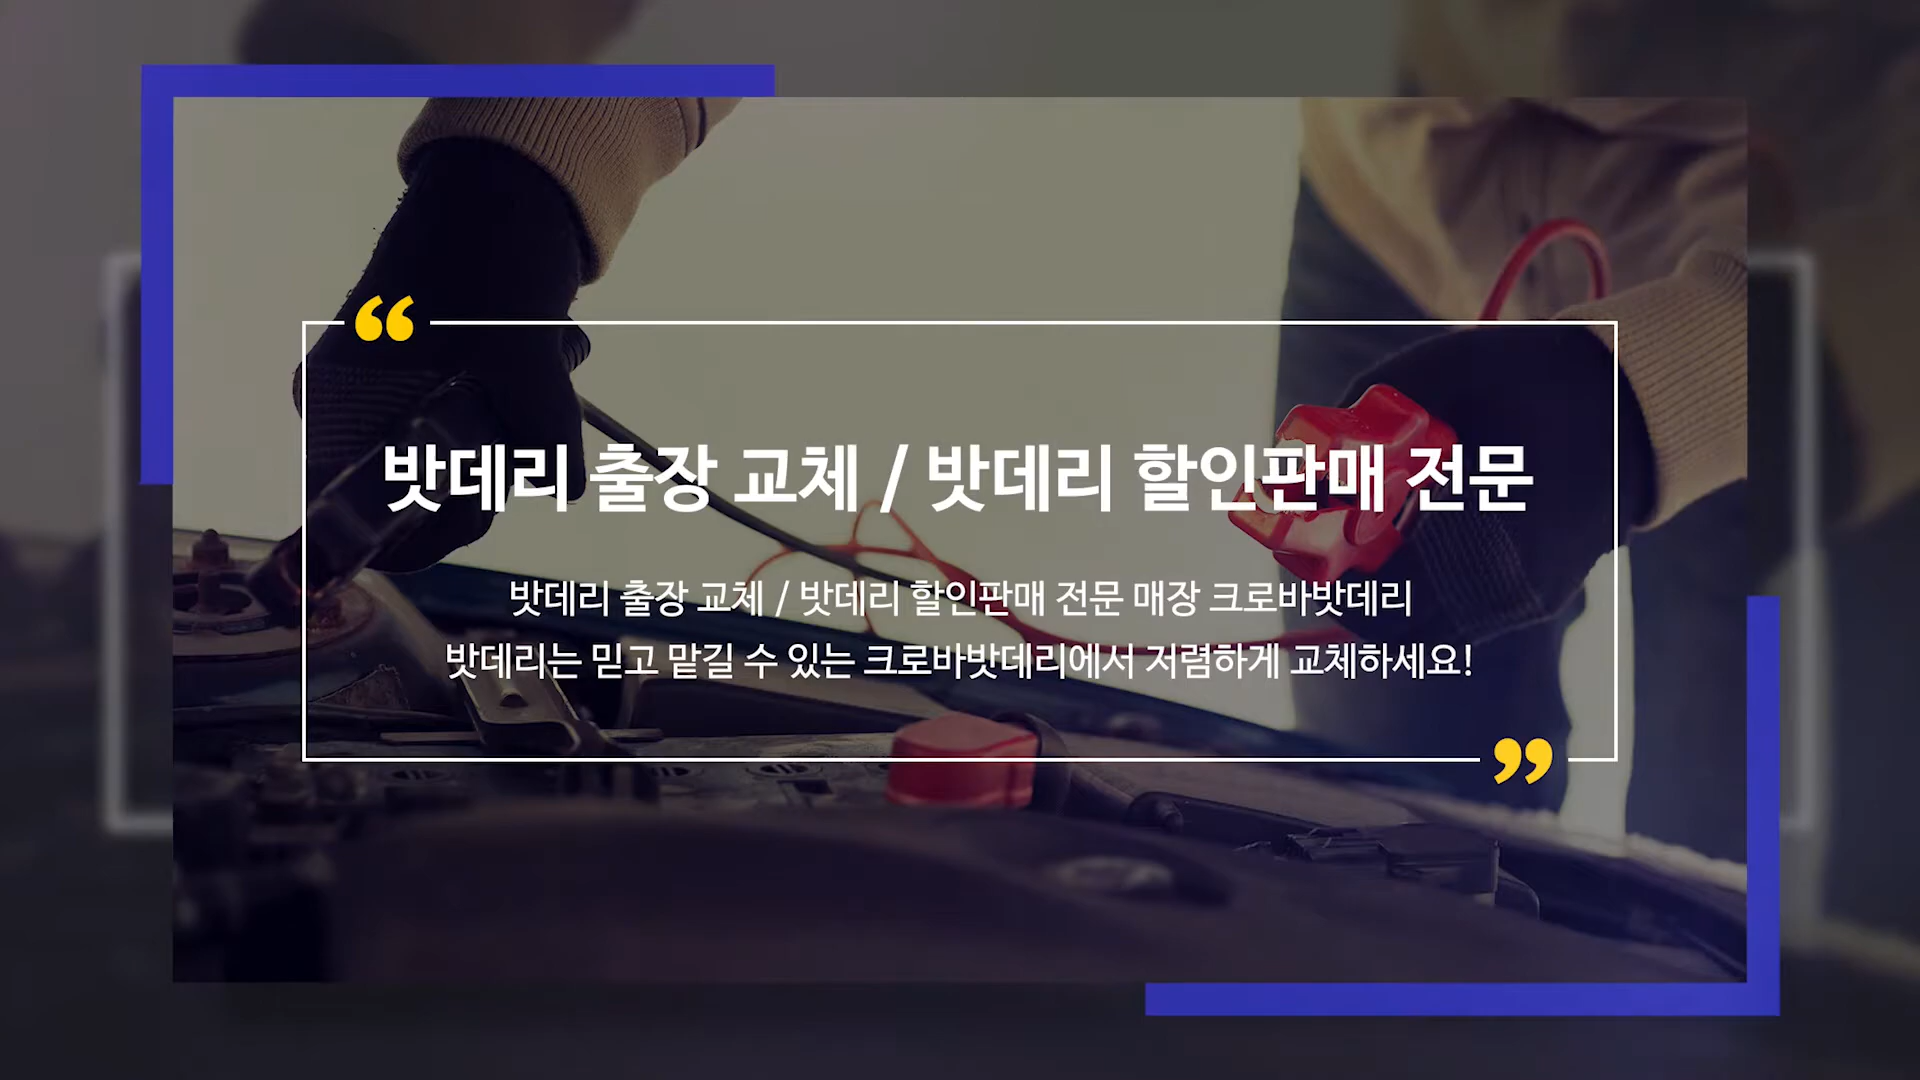 밧데리 출장 교체 / 밧데리 할인판매 전문
밧데리 출장 교체 / 밧데리 할인판매 전문 매장 크로바밧데리
밧데리는 믿고 맡길 수 있는 크로바밧데리에서 저렴하게 교체하세요!